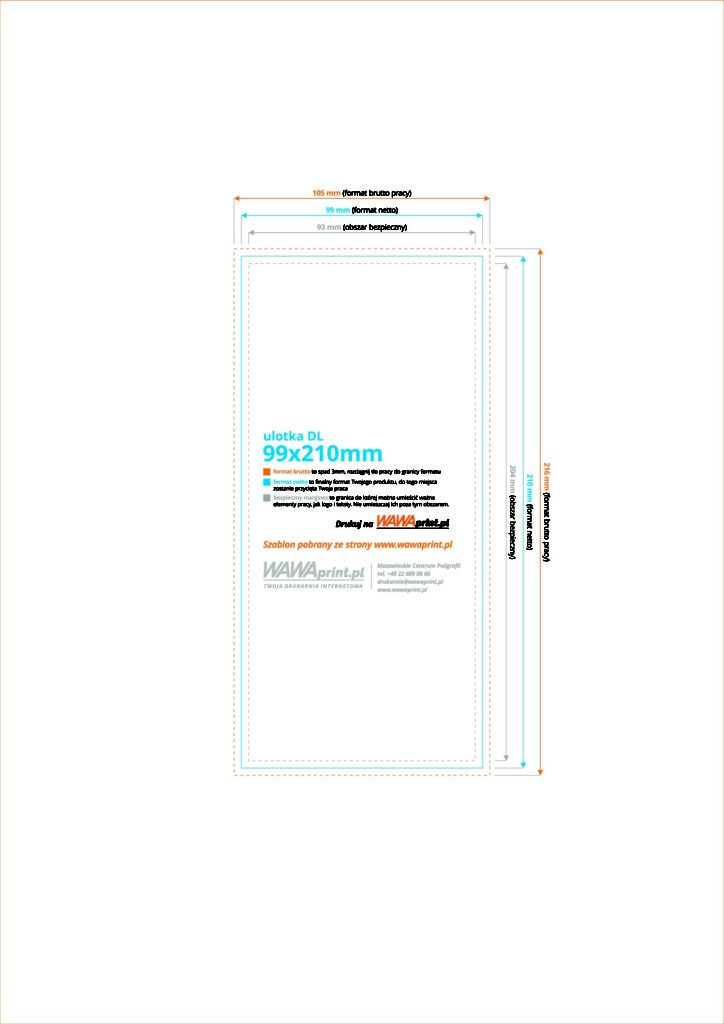 105 mm (format brutto pracy)
99 mm (format netto)
93 mm (obszar bezpieczny)
216 mm (format brutto pracy)
210 mm (format netto)
204 mm (obszar bezpieczny)
ulotka DL
99x210mm
format brutto to spad 3mm, rozciągnij tło pracy do granicy formatu
format netto to finalny format Twojego produktu, do tego miejsca
zostanie przycięta Twoja praca
bezpieczny margines to granica do której można umieścić ważne
elementy pracy, jak logo i teksty. Nie umieszczaj ich poza tym obszarem.
Drukuj na WAWAprint.pl
Szablon pobrany ze strony www.wawaprint.pl
WAWAprint.pl
TWOJA DRUKARNIA INTERNETOWA
Mazowieckie Centrum Poligrafii
tel. +48 22 889 00 60
drukarnia@wawaprint.pl
www.wawaprint.pl